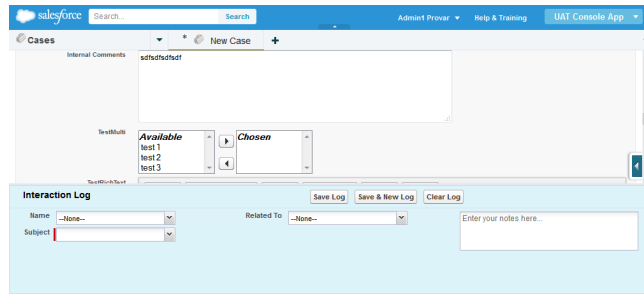 salesforce Search... Search Admin1 Provar Help & Training UAT Console App
Cases * New Case +
Internal Comments sdfsdfsdfsdf
TestMulti Available Chosen
test 1
test 2
test 3
TestRichText
Interaction Log Save Log Save & New Log Clear Log
Name --None-- Related To --None-- Enter your notes here...
Subject